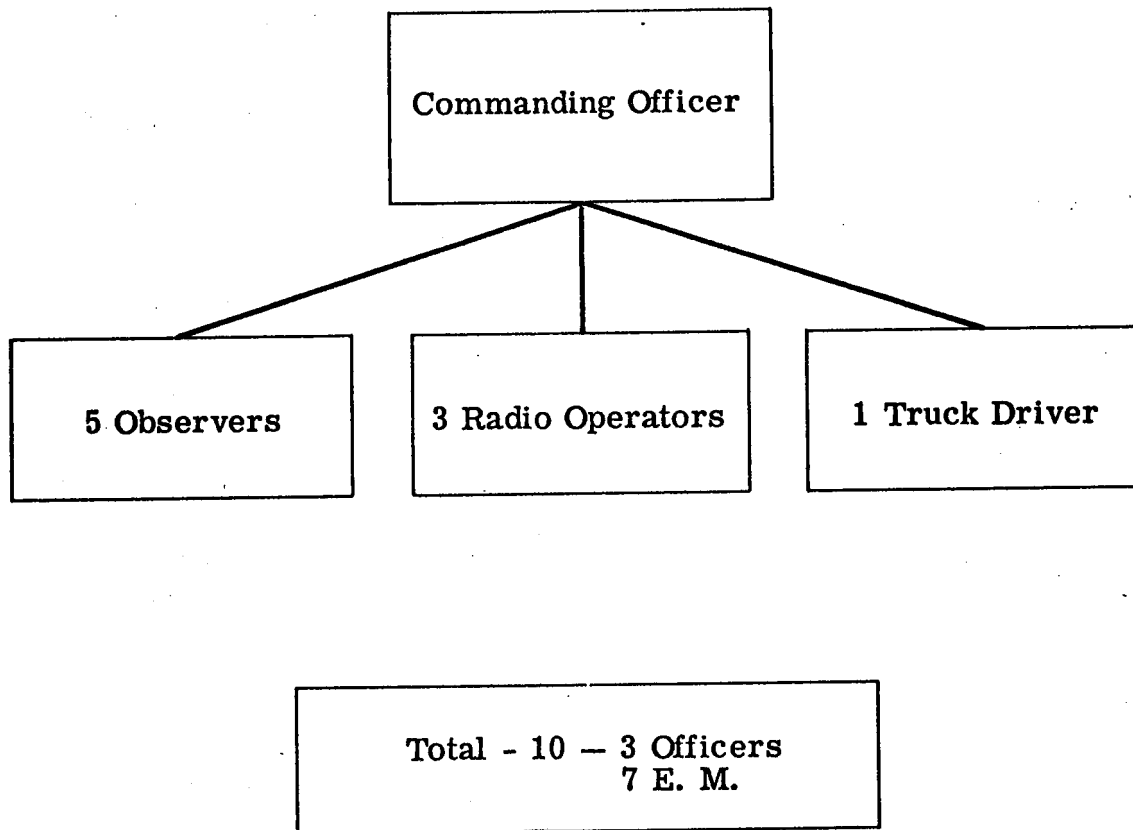 Commanding Officer
5 Observers
3 Radio Operators
1 Truck Driver
Total - 10 — 3 Officers
7 E. M.